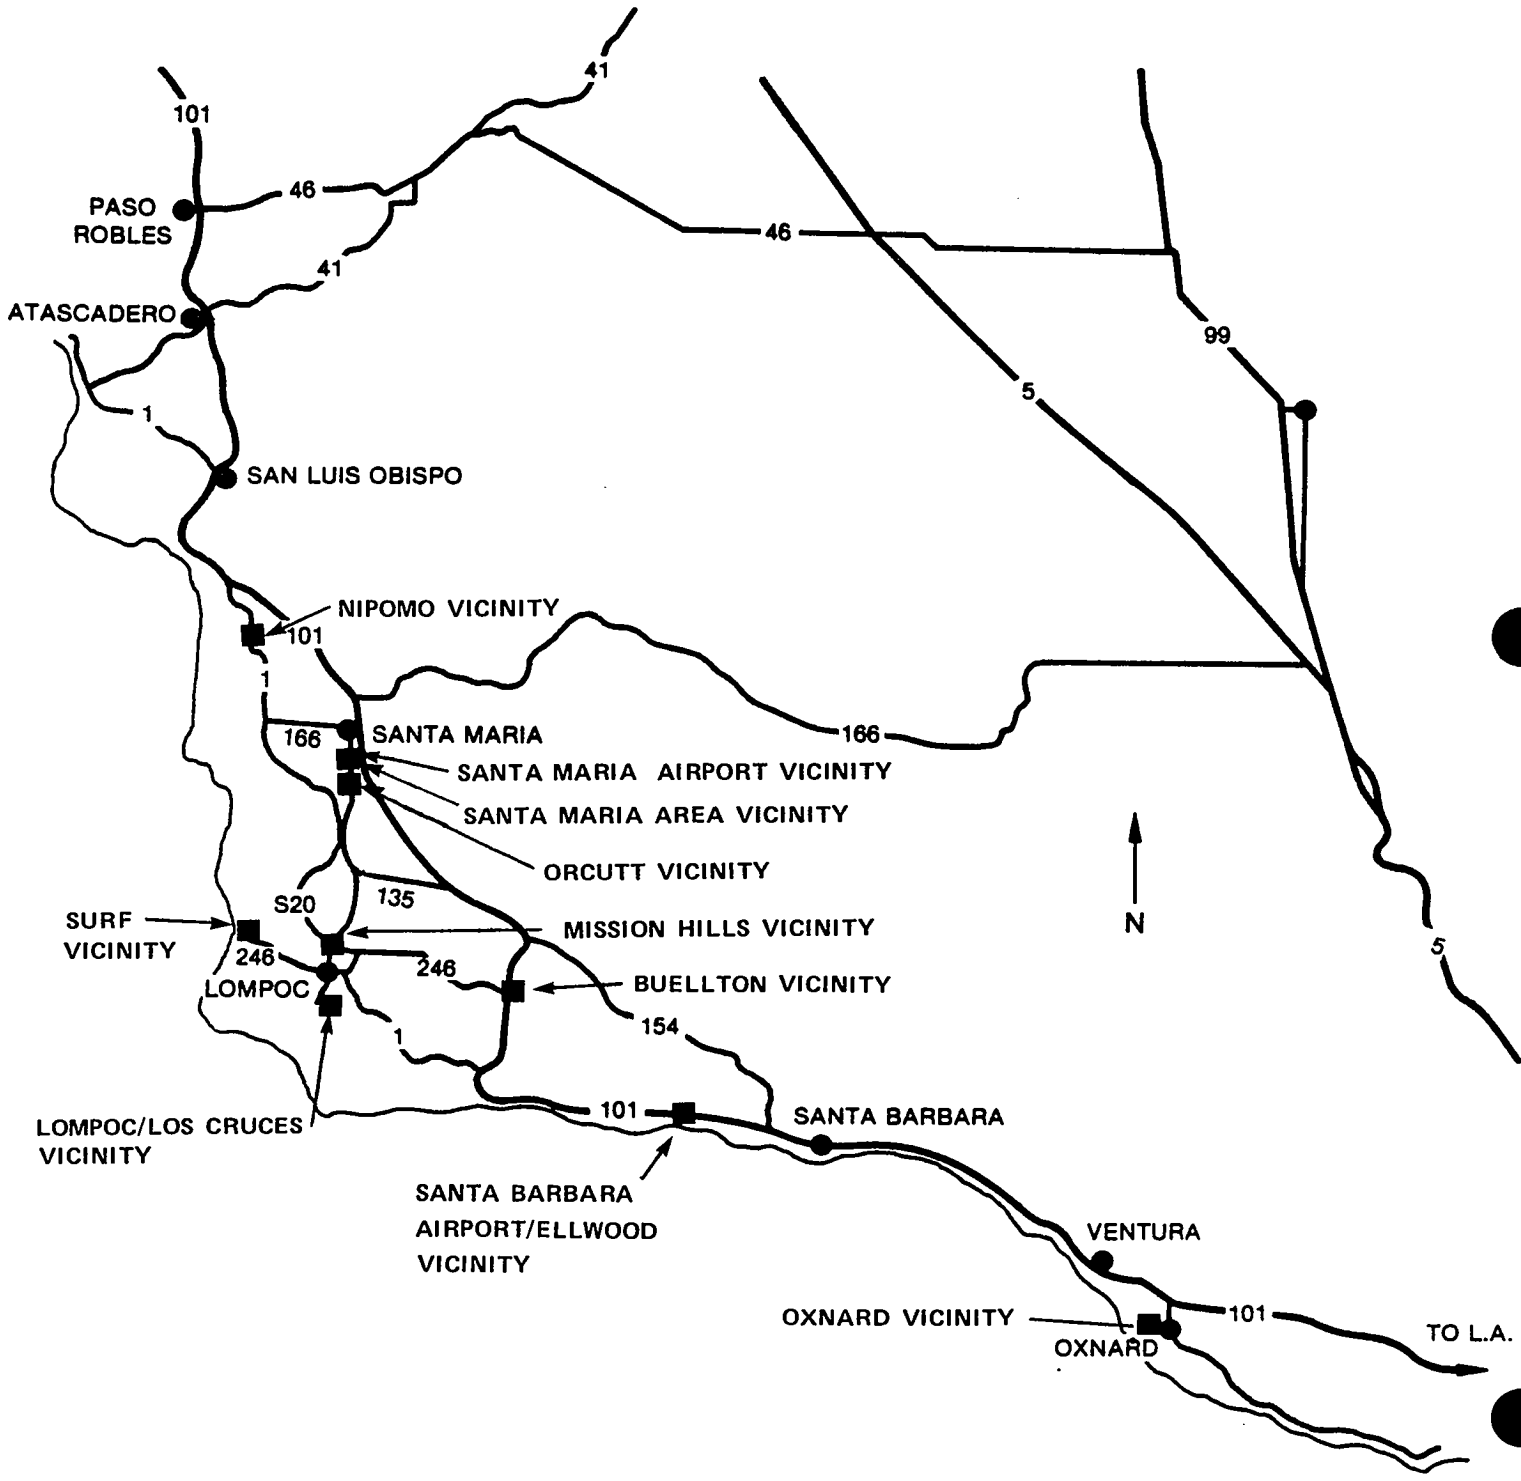 41
101
46
PASO
ROBLES
46
41
ATASCADERO
99
5
1
SAN LUIS OBISPO
NIPOMO VICINITY
101
1
166
SANTA MARIA
166
SANTA MARIA AIRPORT VICINITY
SANTA MARIA AREA VICINITY
ORCUTT VICINITY
135
S20
SURF
VICINITY
MISSION HILLS VICINITY
N
5
246
246
LOMPOC
BUELLTON VICINITY
1
154
101
SANTA BARBARA
LOMPOC/LOS CRUCES
VICINITY
SANTA BARBARA
AIRPORT/ELLWOOD
VICINITY
VENTURA
OXNARD VICINITY
101
TO L.A.
OXNARD